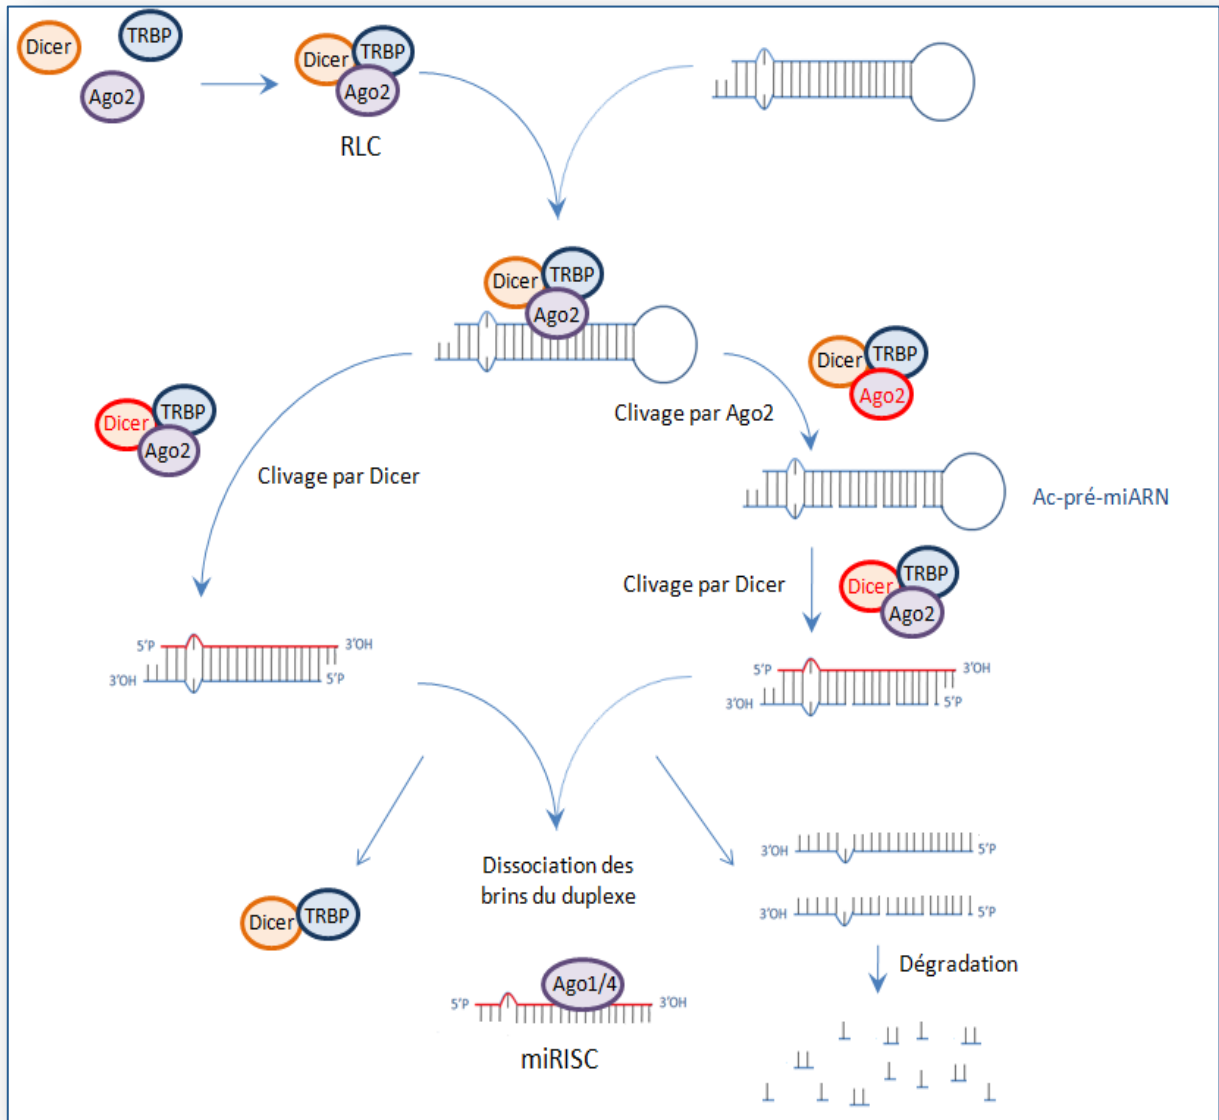 Dicer
TRBP
Ago2
Dicer
TRBP
Ago2
RLC
Dicer
TRBP
Ago2
Dicer
TRBP
Ago2
Clivage par Ago2
Dicer
TRBP
Ago2
Clivage par Dicer
Ac-pré-miARN
Clivage par Dicer
Dicer
TRBP
Ago2
5'P
3'OH
3'OH
5'P
5'P
3'OH
3'OH
5'P
Dissociation des
brins du duplexe
3'OH
5'P
3'OH
5'P
Dicer
TRBP
Dégradation
Ago1/4
5'P
3'OH
miRISC